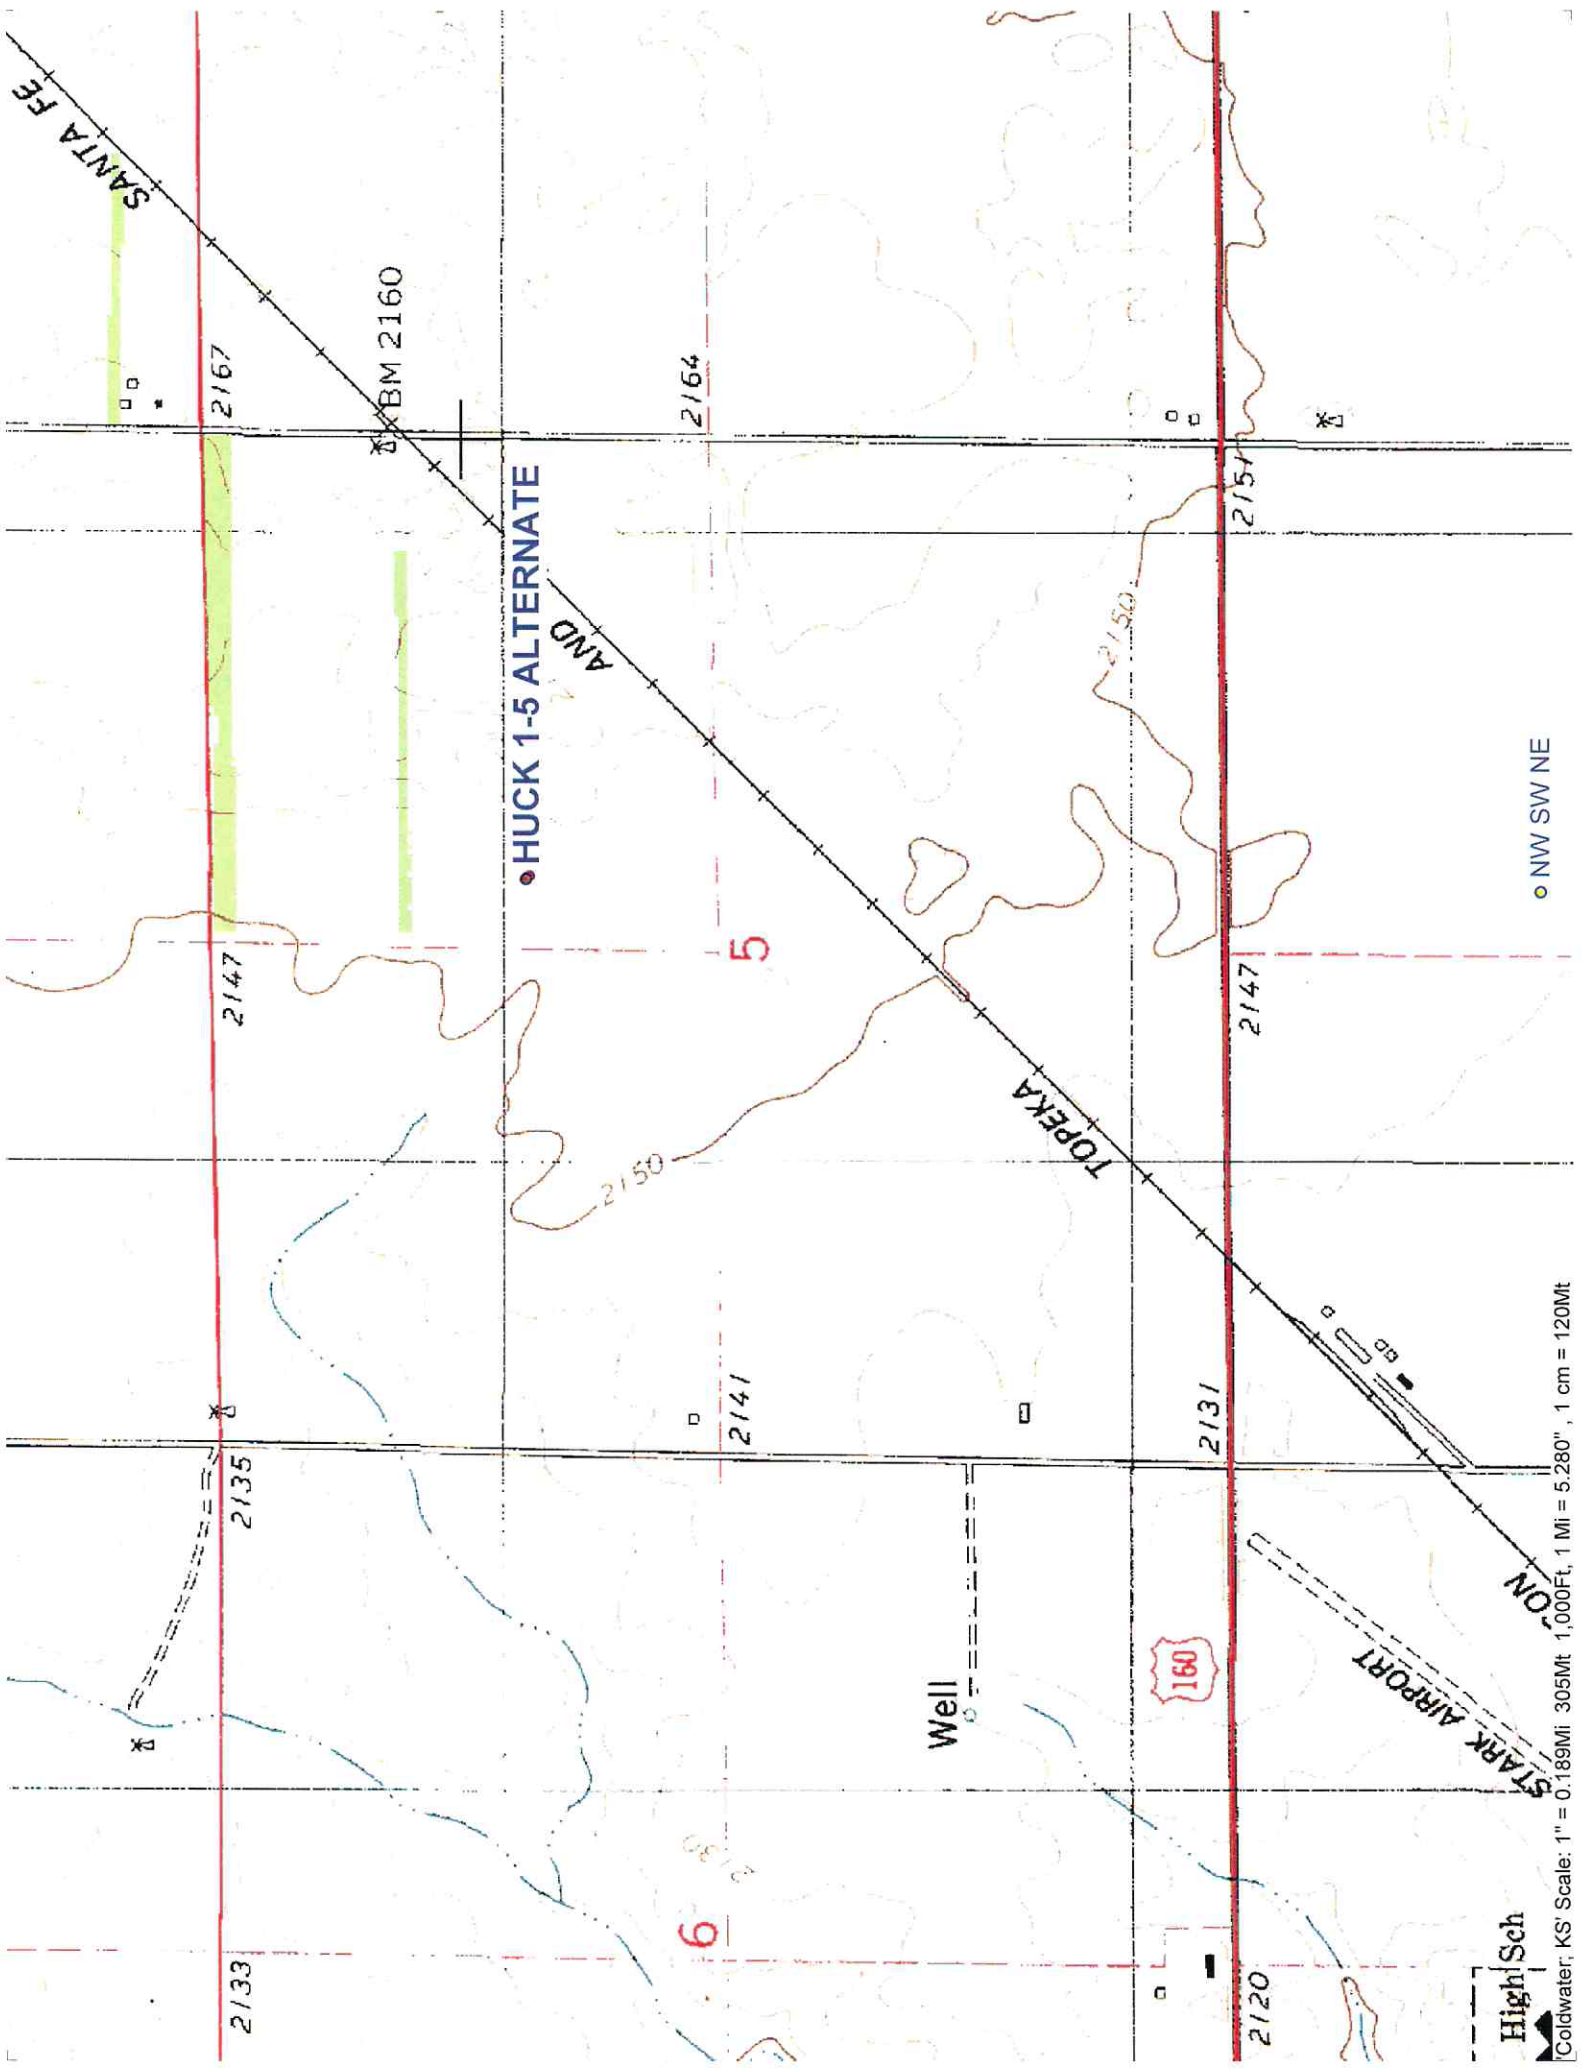 SANTA FE
2167
BM 2160
2164
HUCK 1-5 ALTERNATE
AND
2151
2150
NW SW NE
2147
5
2147
TOPEKA
2150
2135
2141
2131
Well
160
STARK AIRPORT
SON
2130
6
2133
2120
High Sch
'Coldwater; KS' Scale: 1" = 0.189Mi 305Mt 1,000Ft, 1 Mi = 5.280", 1 cm = 120Mt